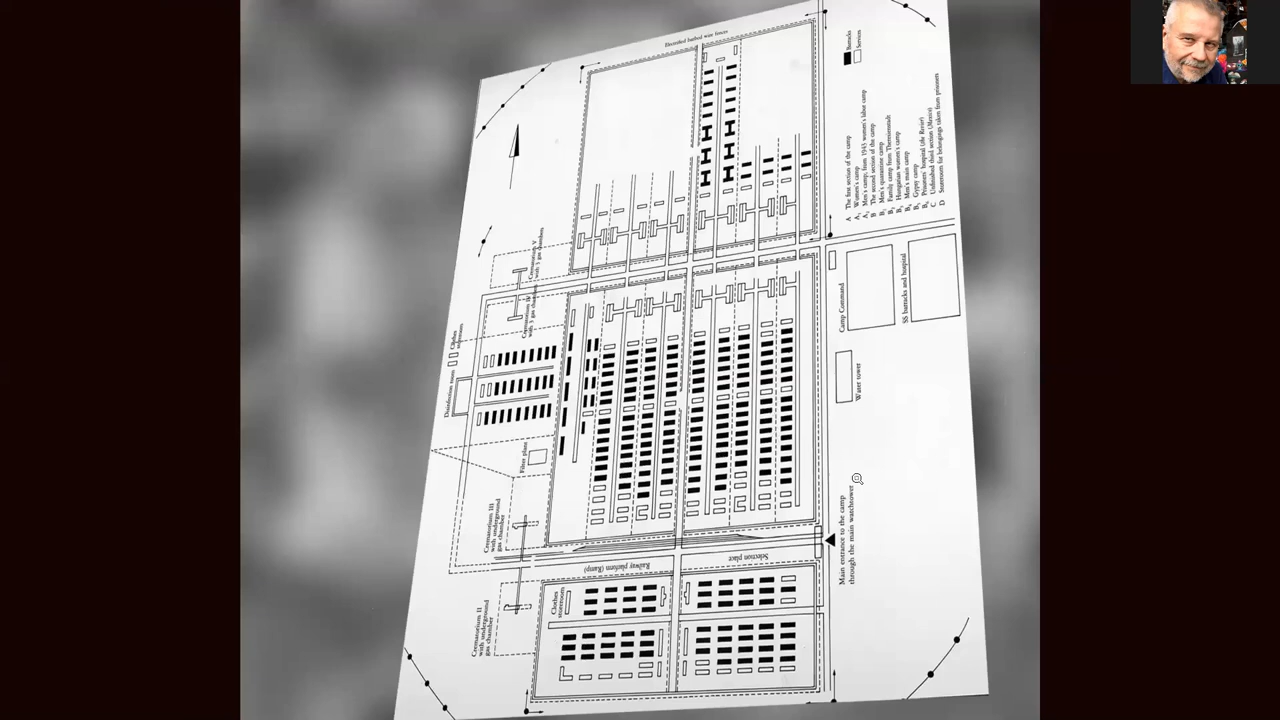 Electrified barbed wire fences
Barracks
Services
A The first section of the camp
A₁ Women's camp
A₂ Men's camp, from 1943 women's labor camp
B The second section of the camp
B₁ Men's quarantine camp
B₂ Family camp from Theresienstadt
B₃ Hungarian women's camp
B₄ Men's main camp
B₅ Gypsy camp
B₆ Prisoners' hospital (the Revier)
C Unfinished third section (Mexico)
D Storeroom for belongings taken from prisoners
Crematorium V
with 3 gas chambers
Crematorium IV
with 3 gas chambers
Clothes
storerooms
Disinfection room
Camp Command
SS barracks and hospital
Water tower
Filter plant
Crematorium III
with underground
gas chamber
Main entrance to the camp
through the main watchtower
Railway platform (Ramp)
Selection place
Clothes
storeroom
Crematorium II
with underground
gas chamber